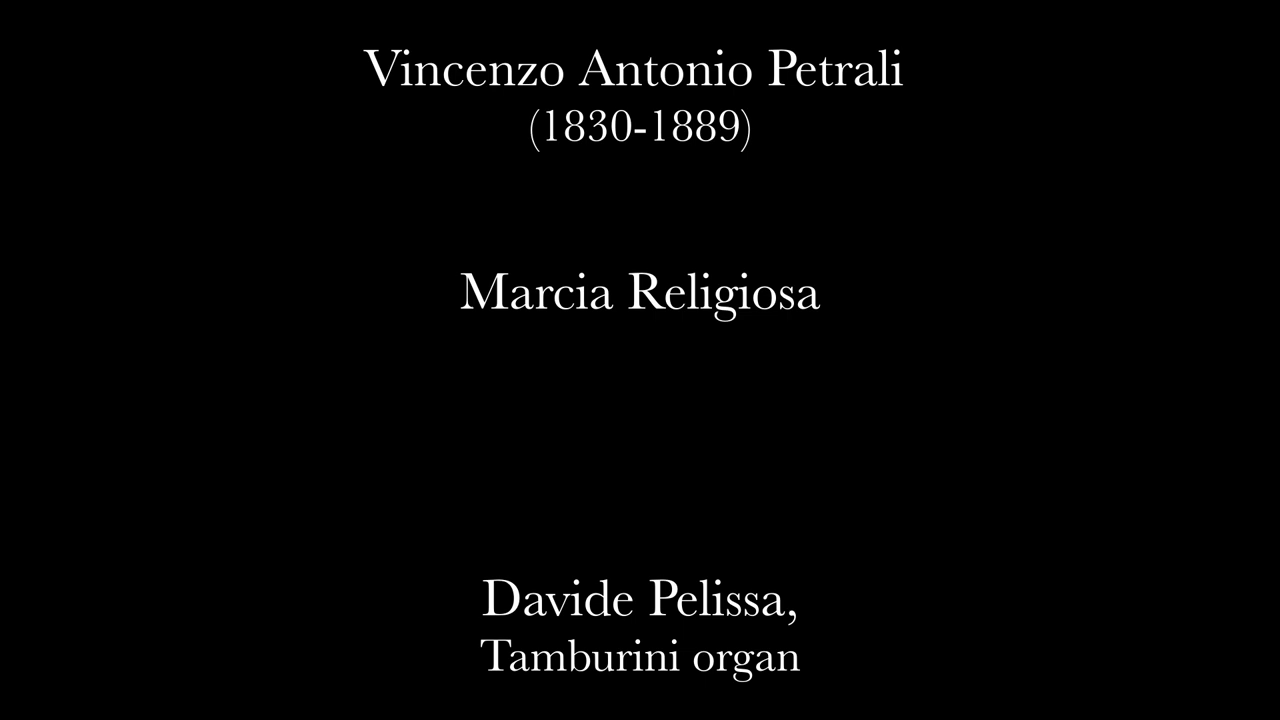 Vincenzo Antonio Petrali
(1830-1889)
Marcia Religiosa
Davide Pelissa,
Tamburini organ